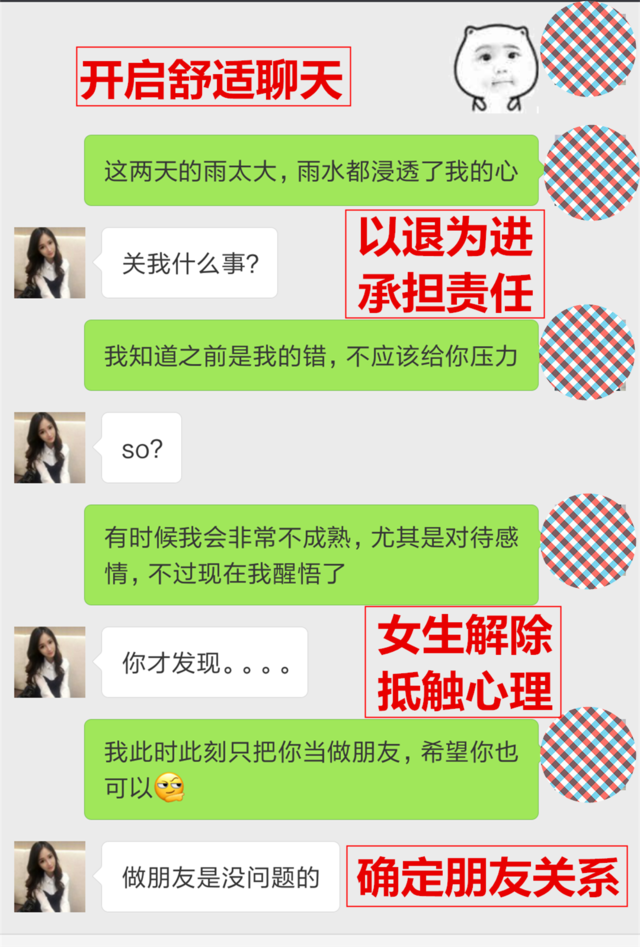 开启舒适聊天
这两天的雨太大，雨水都浸透了我的心
关我什么事？
以退为进
承担责任
我知道之前是我的错，不应该给你压力
so？
有时候我会非常不成熟，尤其是对待感
情，不过现在我醒悟了
你才发现。。。。
女生解除
抵触心理
我此时此刻只把你当做朋友，希望你也
可以
做朋友是没问题的
确定朋友关系